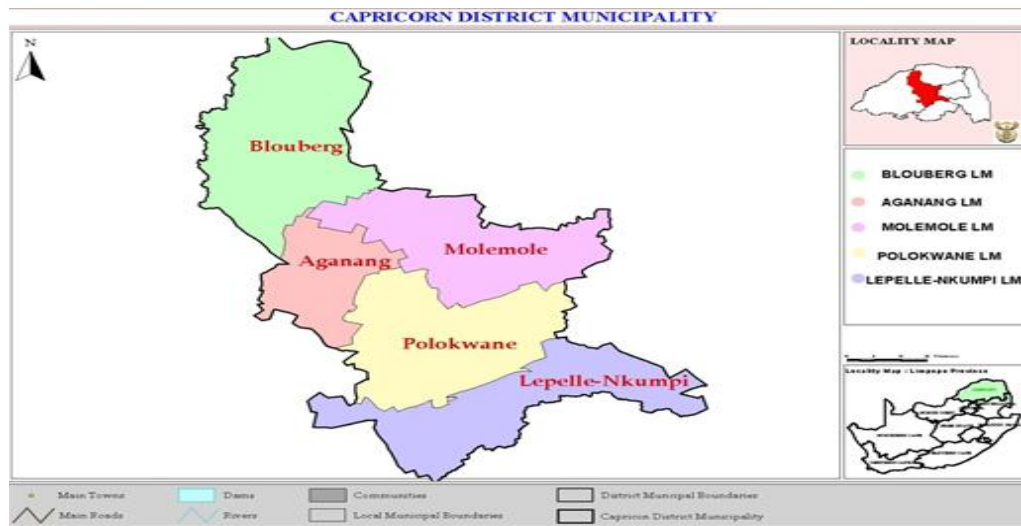 CAPRICORN DISTRICT MUNICIPALITY
N
Blouberg
Aganang
Molemole
Polokwane
Lepelle-Nkumpi
LOCALITY MAP
BLOUBERG LM
AGANANG LM
MOLEMOLE LM
POLOKWANE LM
LEPELLE-NKUMPI LM
Locality Map : Limpopo Province
Main Towns
Dams
Communities
District Municipal Boundaries
Main Roads
Rivers
Local Municipal Boundaries
Capricorn District Municipality